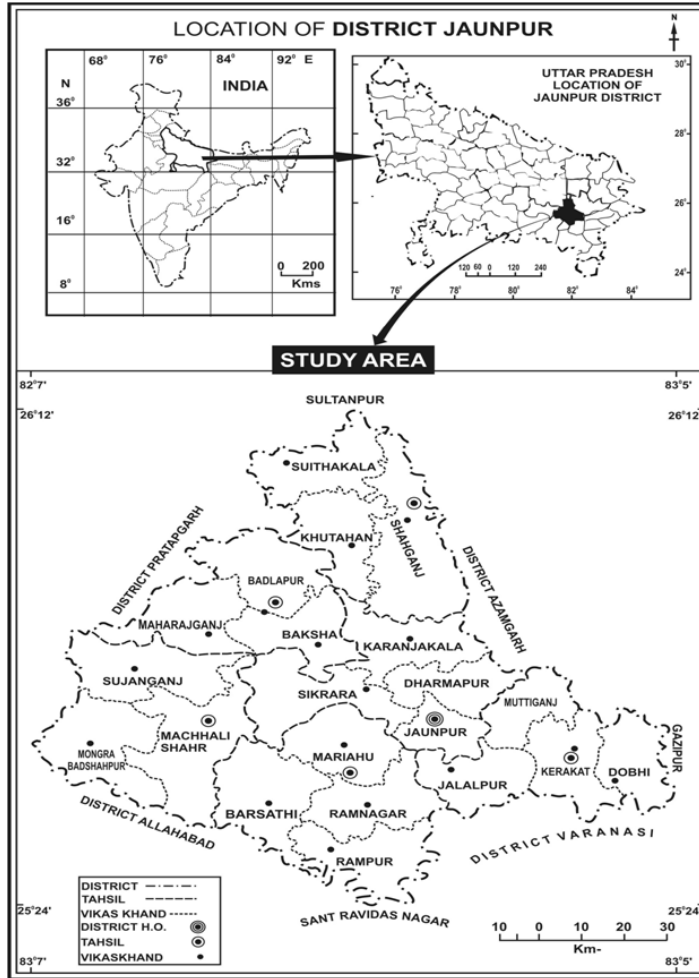 LOCATION OF DISTRICT JAUNPUR
N
68° 76° 84° 92° E
N
INDIA
36°
32°
16°
8°
0 200
Kms
UTTAR PRADESH
LOCATION OF
JAUNPUR DISTRICT
30°
28°
26°
24°
120 60 0 120 240
76° 78° 80° 82° 84°
STUDY AREA
82°7' 83°5'
26°12' 26°12'
SULTANPUR
SUITHAKALA
KHUTAHAN
SHAHGANJ
DISTRICT PRATAPGARH
DISTRICT AZAMGARH
BADLAPUR
MAHARAJGANJ
BAKSHA
KARANJAKALA
SUJANGANJ
SIKRARA
DHARMAPUR
MUTTIGANJ
MACHHALI
SHAHR
JAUNPUR
GAZIPUR
MONGRA
BADSHAHPUR
MARIAHU
KERAKAT
DOBHI
JALALPUR
BARSATHI
RAMNAGAR
DISTRICT ALLAHABAD
DISTRICT VARANASI
RAMPUR
SANT RAVIDAS NAGAR
DISTRICT
TAHSIL
VIKAS KHAND
DISTRICT H.O.
TAHSIL
VIKASKHAND
25°24' 25°24'
10 0 10 20 30
Km-
83°7' 83°5'